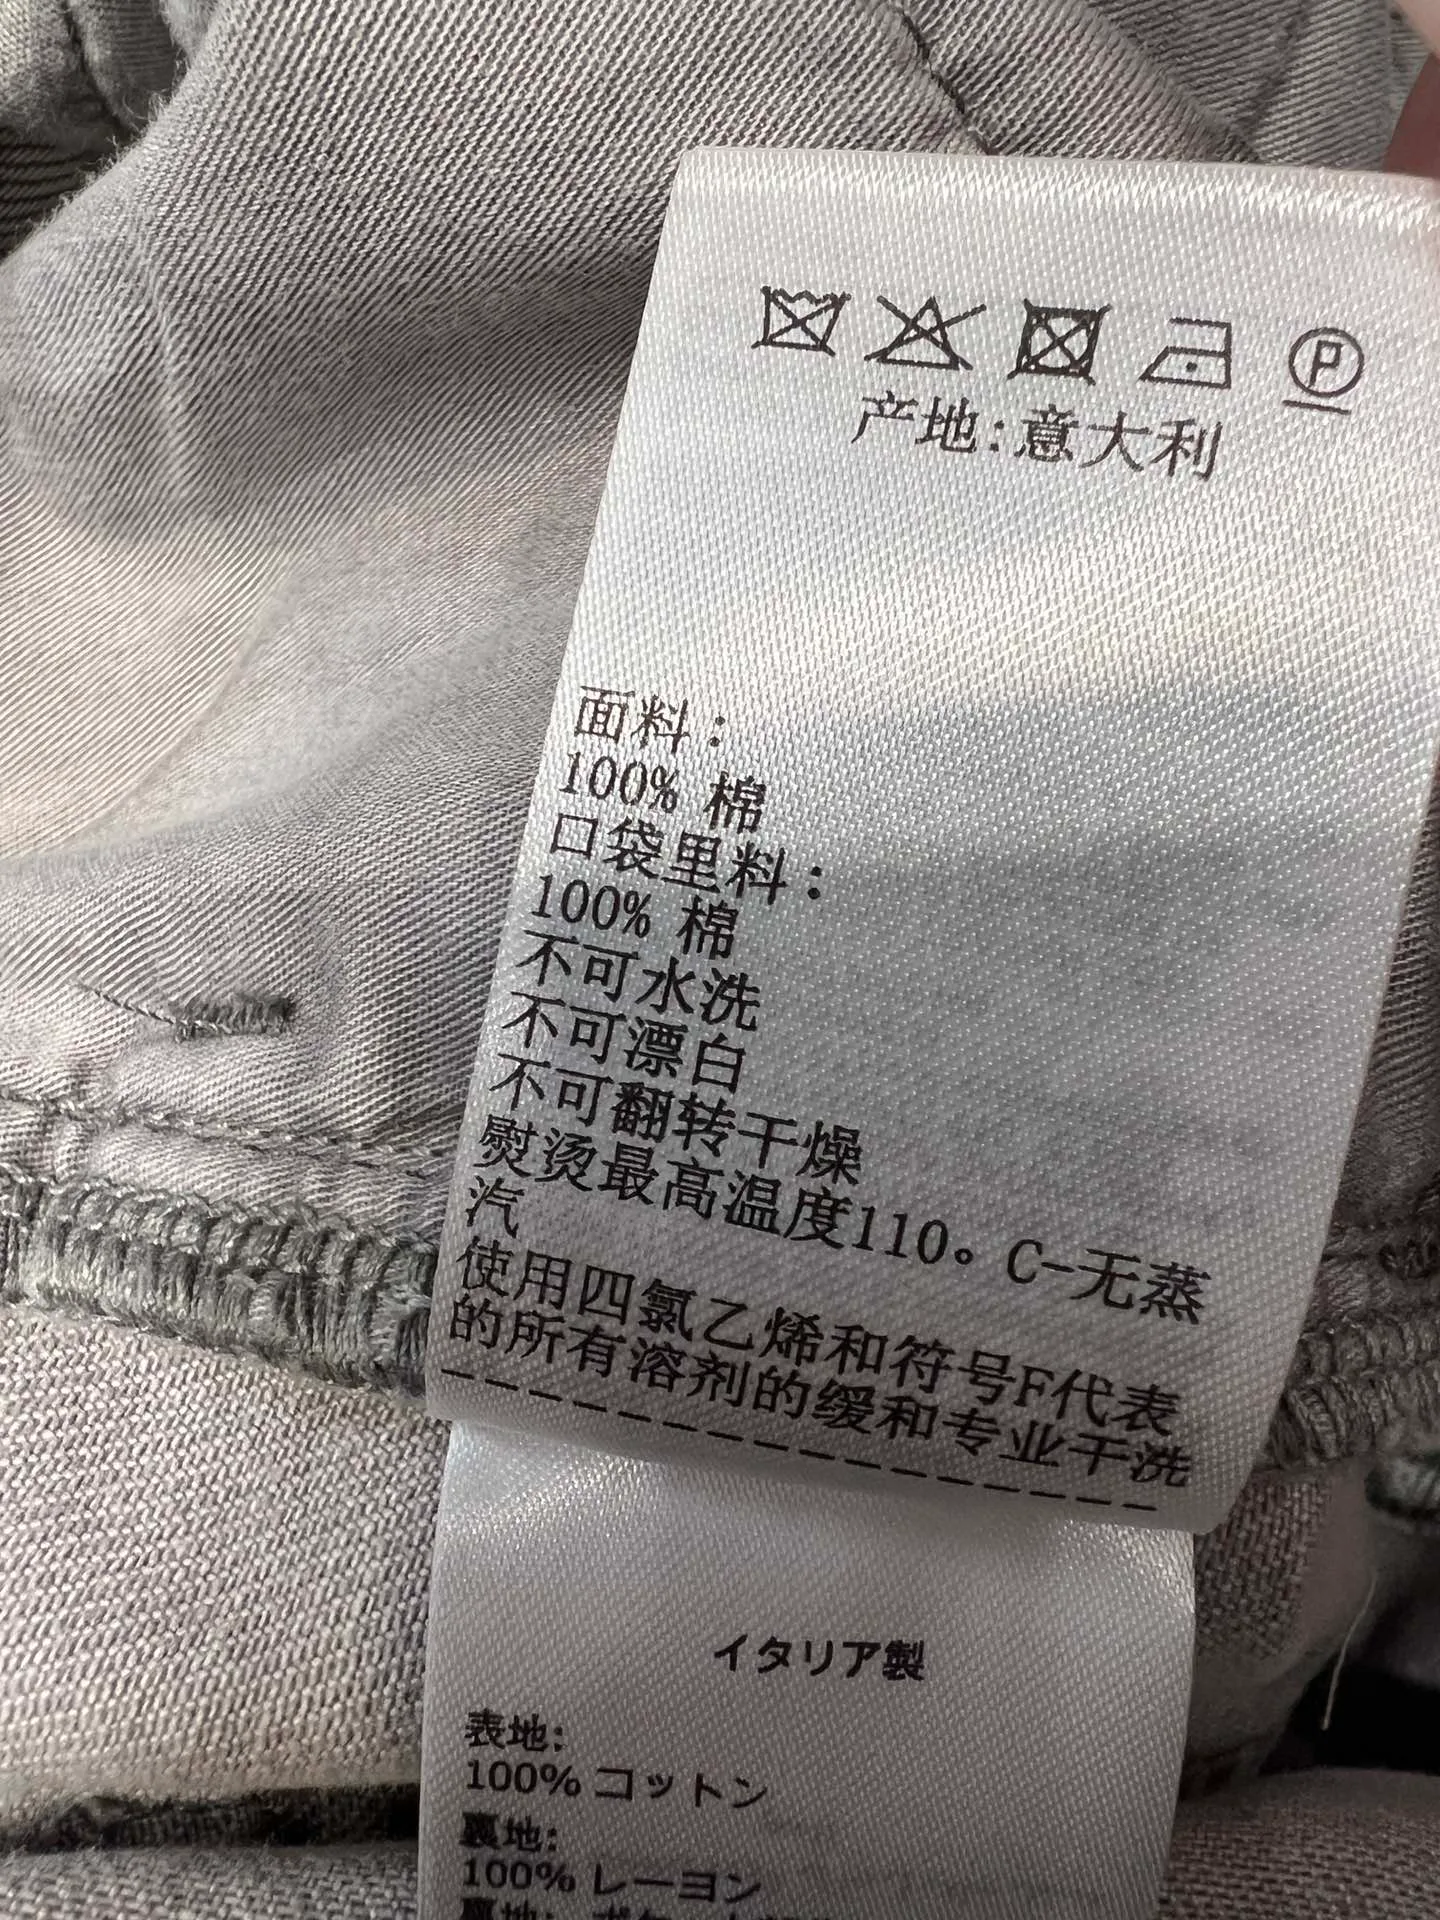 P
产地:意大利
面料:
100% 棉
口袋里料:
100% 棉
不可水洗
不可漂白
不可翻转干燥
熨烫最高温度110。C-无蒸
汽
使用四氯乙烯和符号F代表
的所有溶剂的缓和专业干洗
イタリア製
表地:
100% コットン
裏地:
100% レーヨン
裏地: